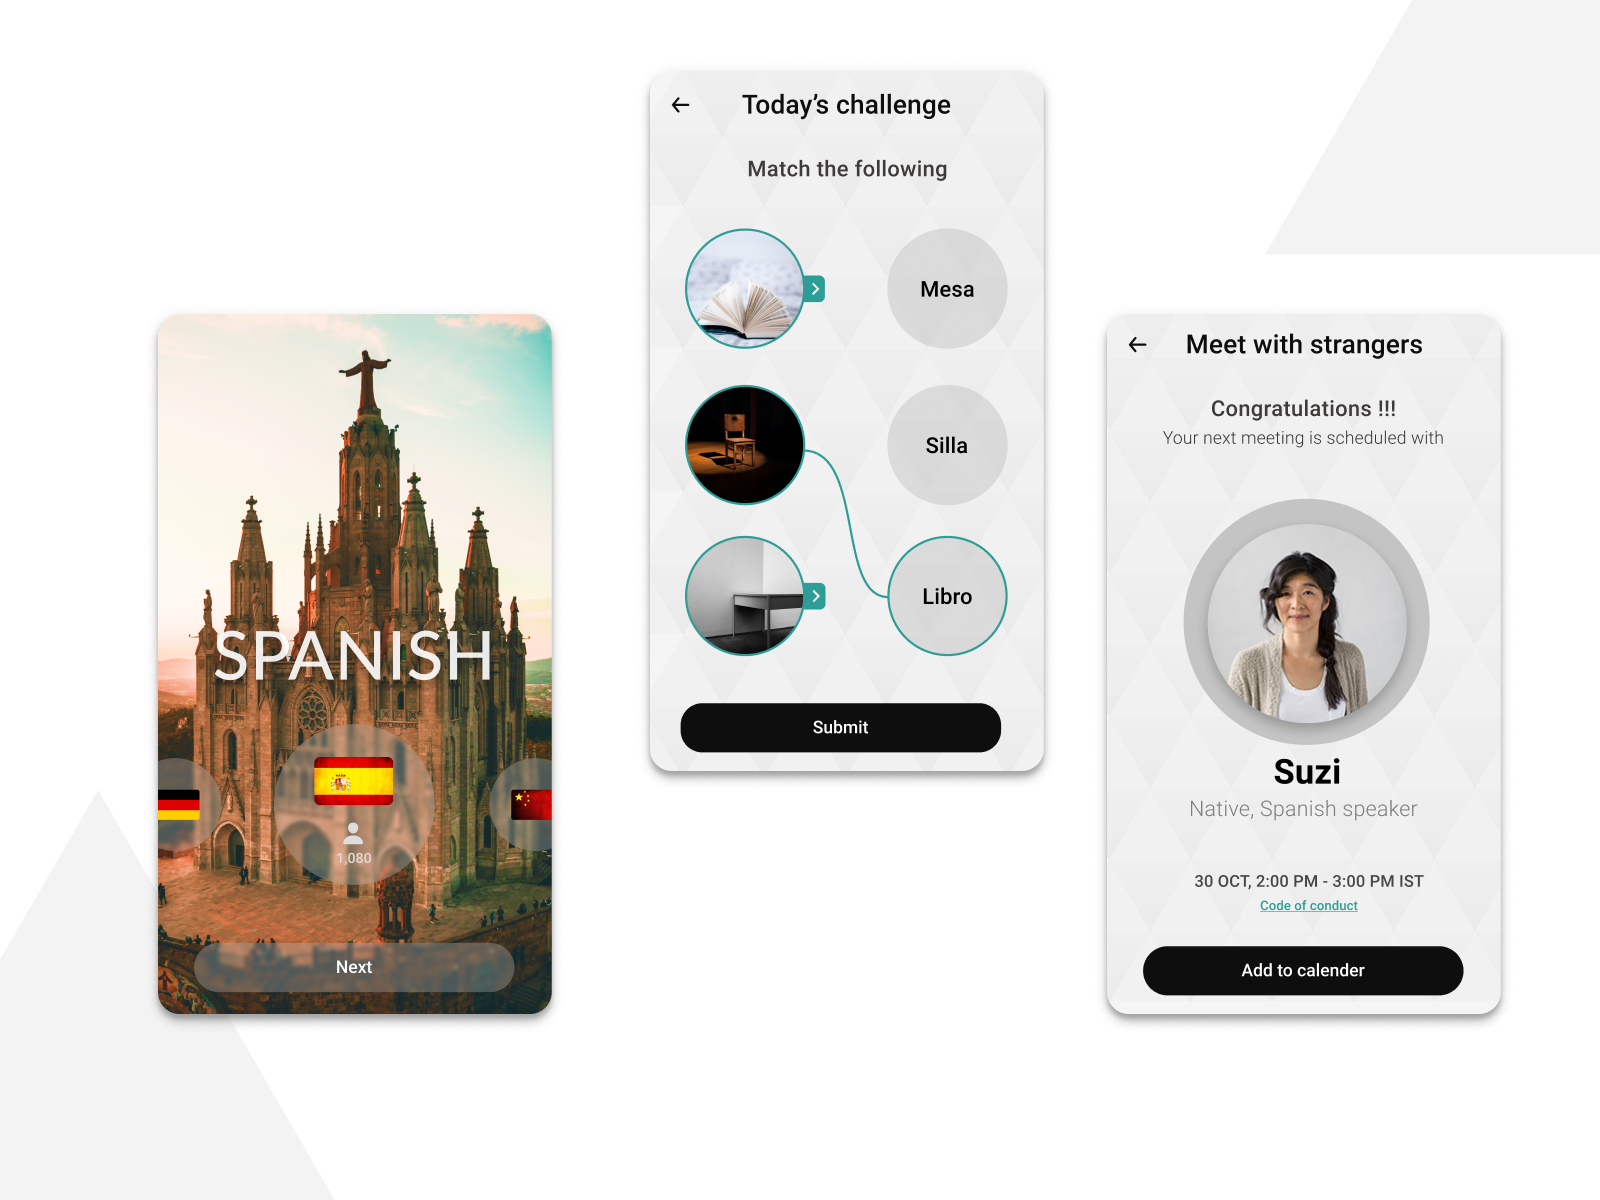 SPANISH
1,080
Next
Today’s challenge
Match the following
Mesa
Silla
Libro
Submit
Meet with strangers
Congratulations !!!
Your next meeting is scheduled with
Suzi
Native, Spanish speaker
30 OCT, 2:00 PM - 3:00 PM IST
Code of conduct
Add to calender